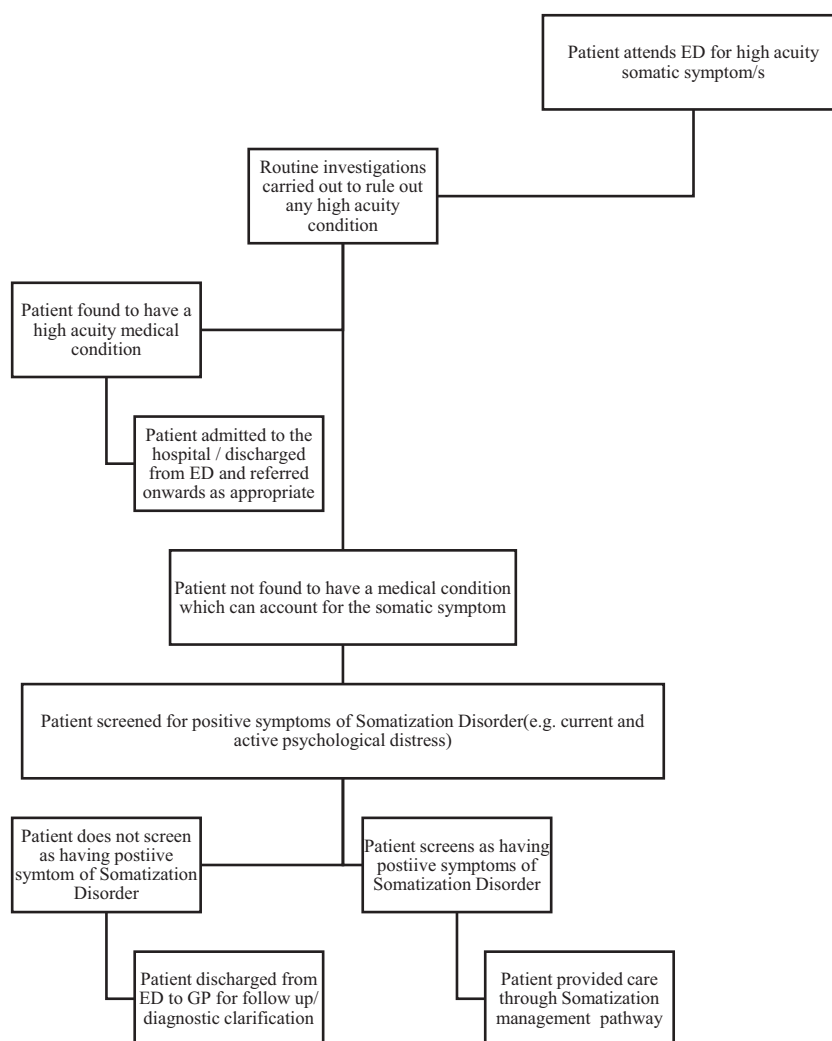 Patient attends ED for high acuity
somatic symptom/s
Routine investigations
carried out to rule out
any high acuity
condition
Patient found to have a
high acuity medical
condition
Patient admitted to the
hospital / discharged
from ED and referred
onwards as appropriate
Patient not found to have a medical condition
which can account for the somatic symptom
Patient screened for positive symptoms of Somatization Disorder(e.g. current and
active psychological distress)
Patient does not screen
as having postiive
symtom of Somatization
Disorder
Patient screens as having
postiive symptoms of
Somatization Disorder
Patient discharged from
ED to GP for follow up/
diagnostic clarification
Patient provided care
through Somatization
management pathway